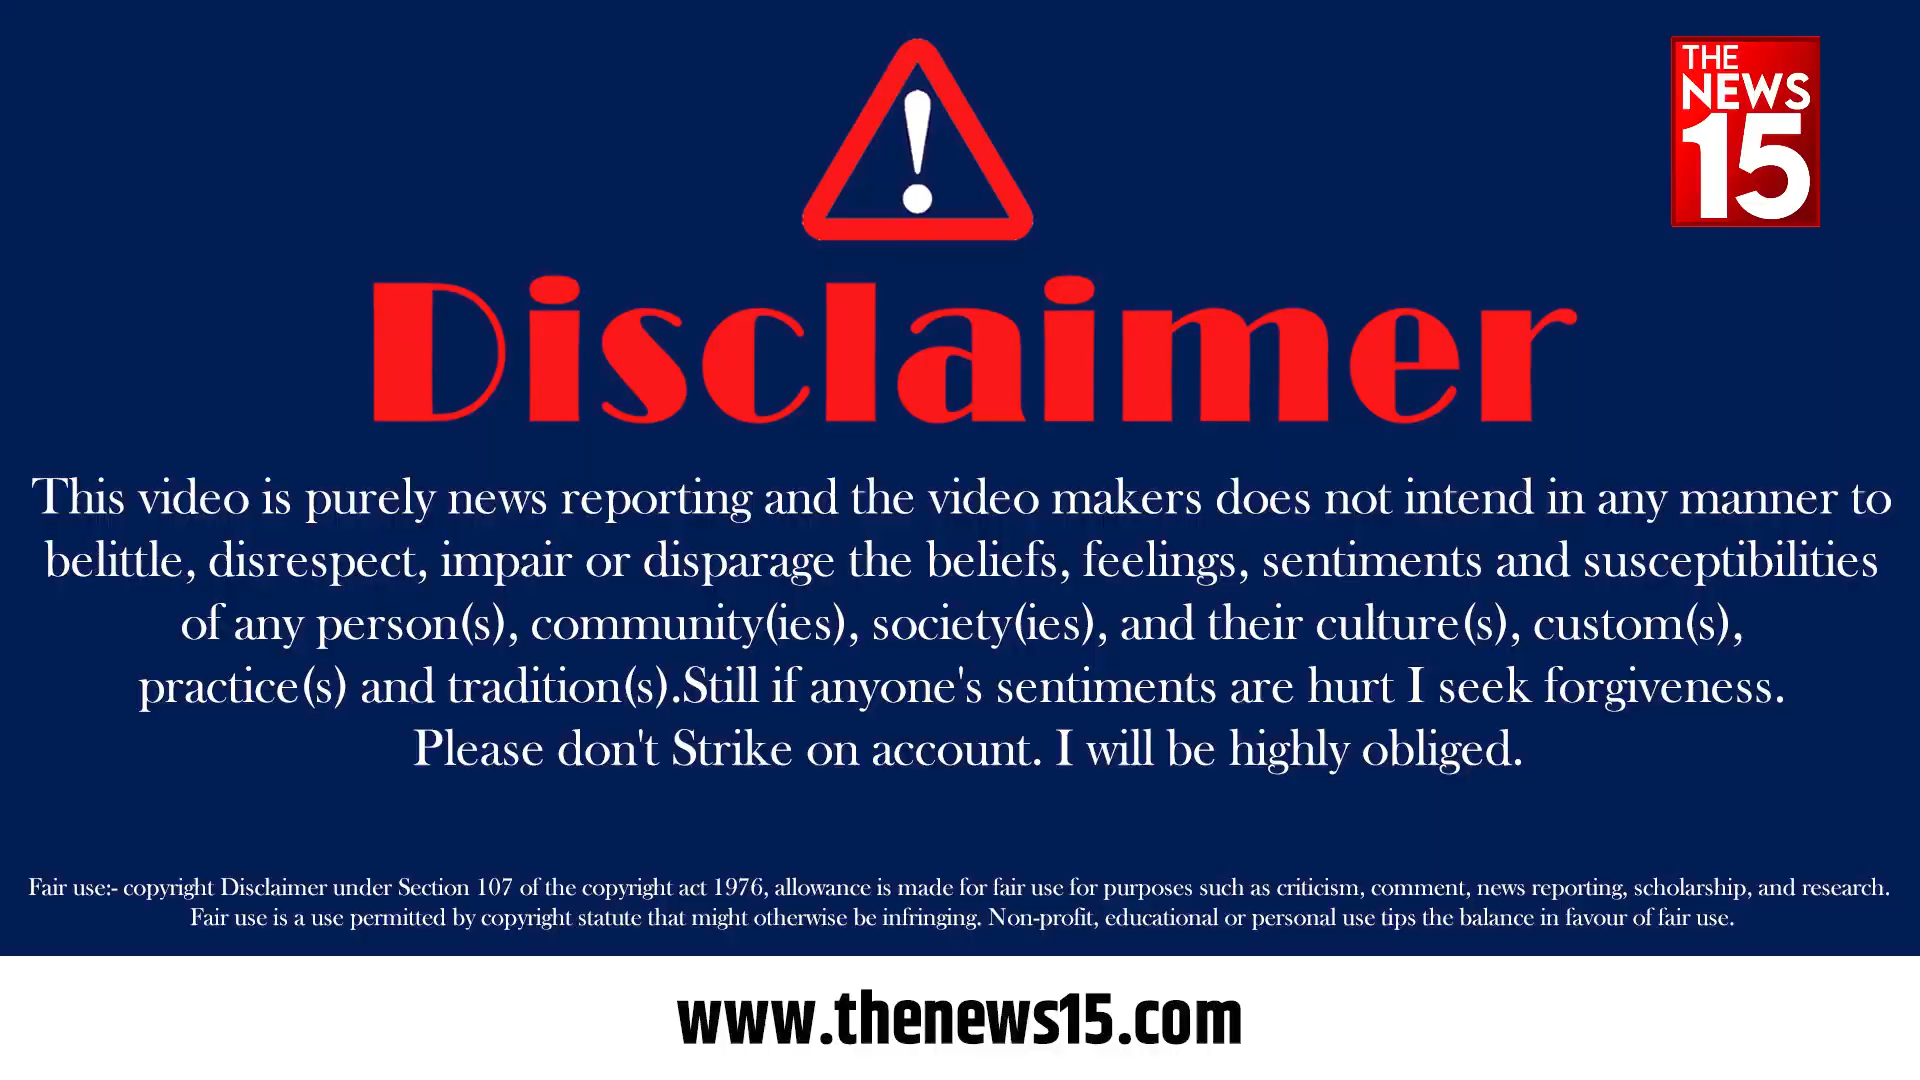 THE
NEWS
15
Disclaimer
This video is purely news reporting and the video makers does not intend in any manner to
belittle, disrespect, impair or disparage the beliefs, feelings, sentiments and susceptibilities
of any person(s), community(ies), society(ies), and their culture(s), custom(s),
practice(s) and tradition(s).Still if anyone's sentiments are hurt I seek forgiveness.
Please don't Strike on account. I will be highly obliged.
Fair use:- copyright Disclaimer under Section 107 of the copyright act 1976, allowance is made for fair use for purposes such as criticism, comment, news reporting, scholarship, and research.
Fair use is a use permitted by copyright statute that might otherwise be infringing. Non-profit, educational or personal use tips the balance in favour of fair use.
www.thenews15.com